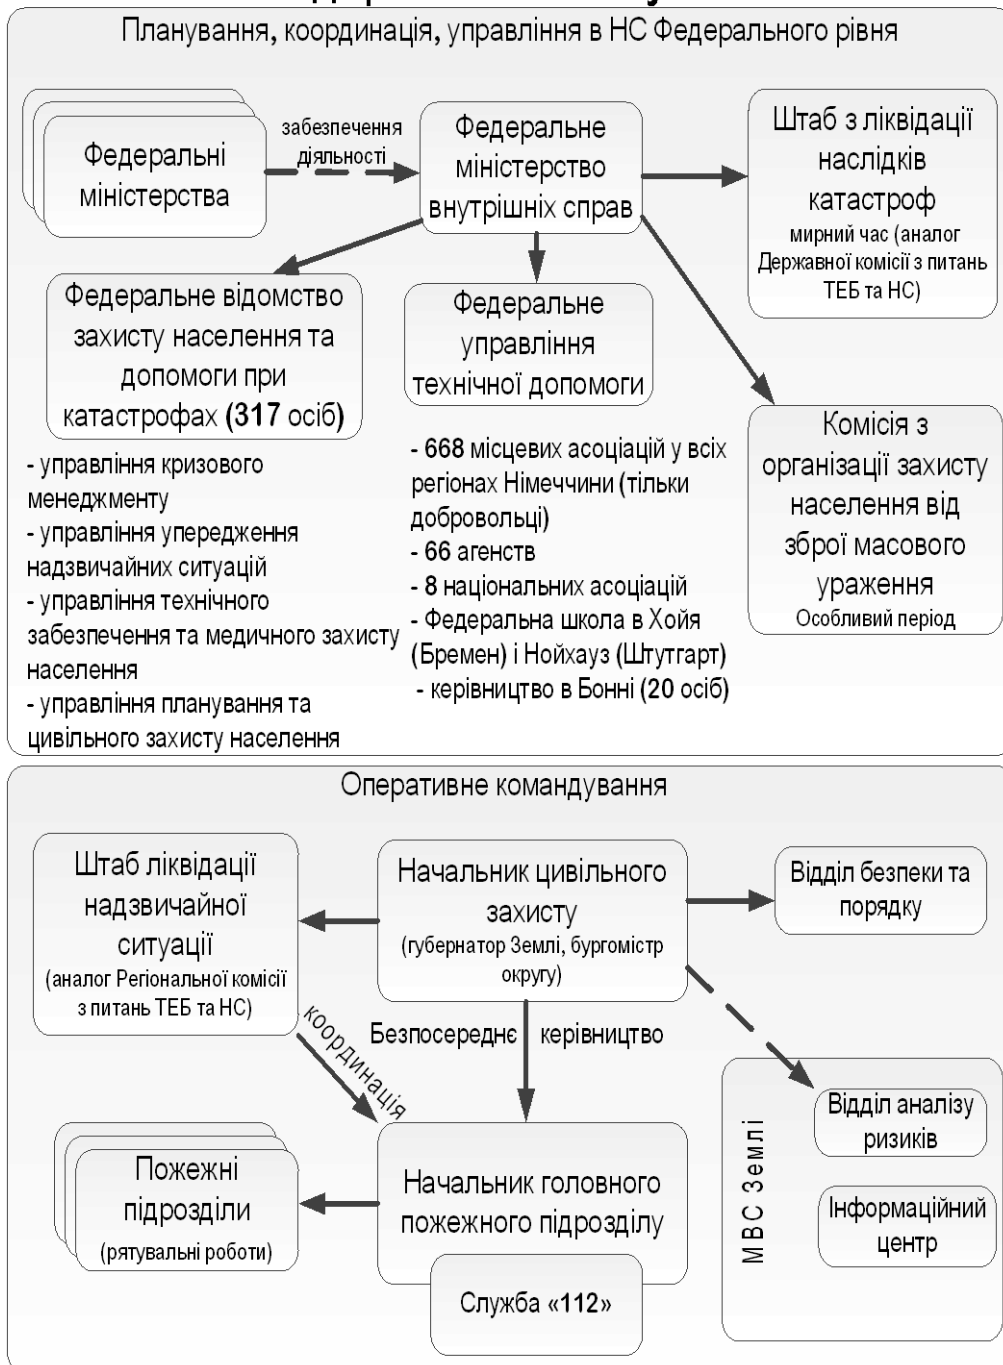 Планування, координація, управління в НС Федерального рівня
Федеральні
міністерства
забезпечення
діяльності
Федеральне
міністерство
внутрішніх справ
Штаб з ліквідації
наслідків
катастроф
мирний час (аналог
Державної комісії з питань
ТЕБ та НС)
Федеральне відомство
захисту населення та
допомоги при
катастрофах (317 осіб)
- управління кризового
менеджменту
- управління упередження
надзвичайних ситуацій
- управління технічного
забезпечення та медичного захисту
населення
- управління планування та
цивільного захисту населення
Федеральне
управління
технічної допомоги
- 668 місцевих асоціацій у всіх
регіонах Німеччини (тільки
добровольці)
- 66 агенств
- 8 національних асоціацій
- Федеральна школа в Хойя
(Бремен) і Нойхауз (Штутгарт)
- керівництво в Бонні (20 осіб)
Комісія з
організації захисту
населення від
зброї масового
ураження
Особливий період
Оперативне командування
Штаб ліквідації
надзвичайної
ситуації
(аналог Регіональної комісії
з питань ТЕБ та НС)
Начальник цивільного
захисту
(губернатор Землі, бургомістр
округу)
Відділ безпеки та
порядку
координація
Безпосереднє керівництво
Пожежні
підрозділи
(рятувальні роботи)
Начальник головного
пожежного підрозділу
Служба «112»
МВС Землі
Відділ аналізу
ризиків
Інформаційний
центр